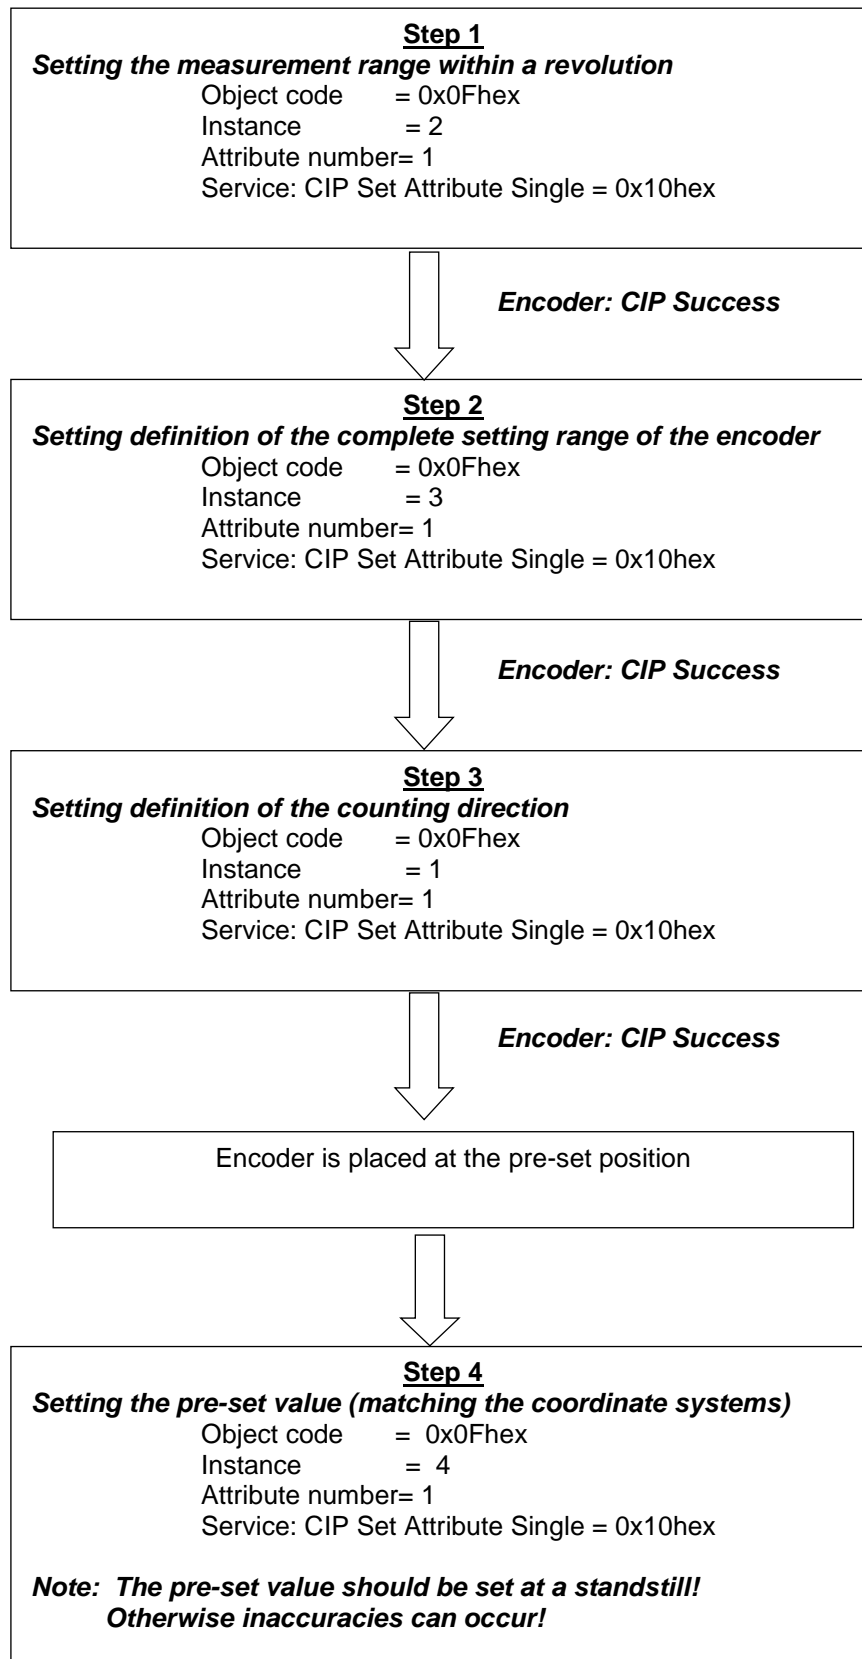 Step 1
Setting the measurement range within a revolution
Object code = 0x0Fhex
Instance = 2
Attribute number= 1
Service: CIP Set Attribute Single = 0x10hex
Encoder: CIP Success
Step 2
Setting definition of the complete setting range of the encoder
Object code = 0x0Fhex
Instance = 3
Attribute number= 1
Service: CIP Set Attribute Single = 0x10hex
Encoder: CIP Success
Step 3
Setting definition of the counting direction
Object code = 0x0Fhex
Instance = 1
Attribute number= 1
Service: CIP Set Attribute Single = 0x10hex
Encoder: CIP Success
Encoder is placed at the pre-set position
Step 4
Setting the pre-set value (matching the coordinate systems)
Object code = 0x0Fhex
Instance = 4
Attribute number= 1
Service: CIP Set Attribute Single = 0x10hex
Note: The pre-set value should be set at a standstill!
Otherwise inaccuracies can occur!